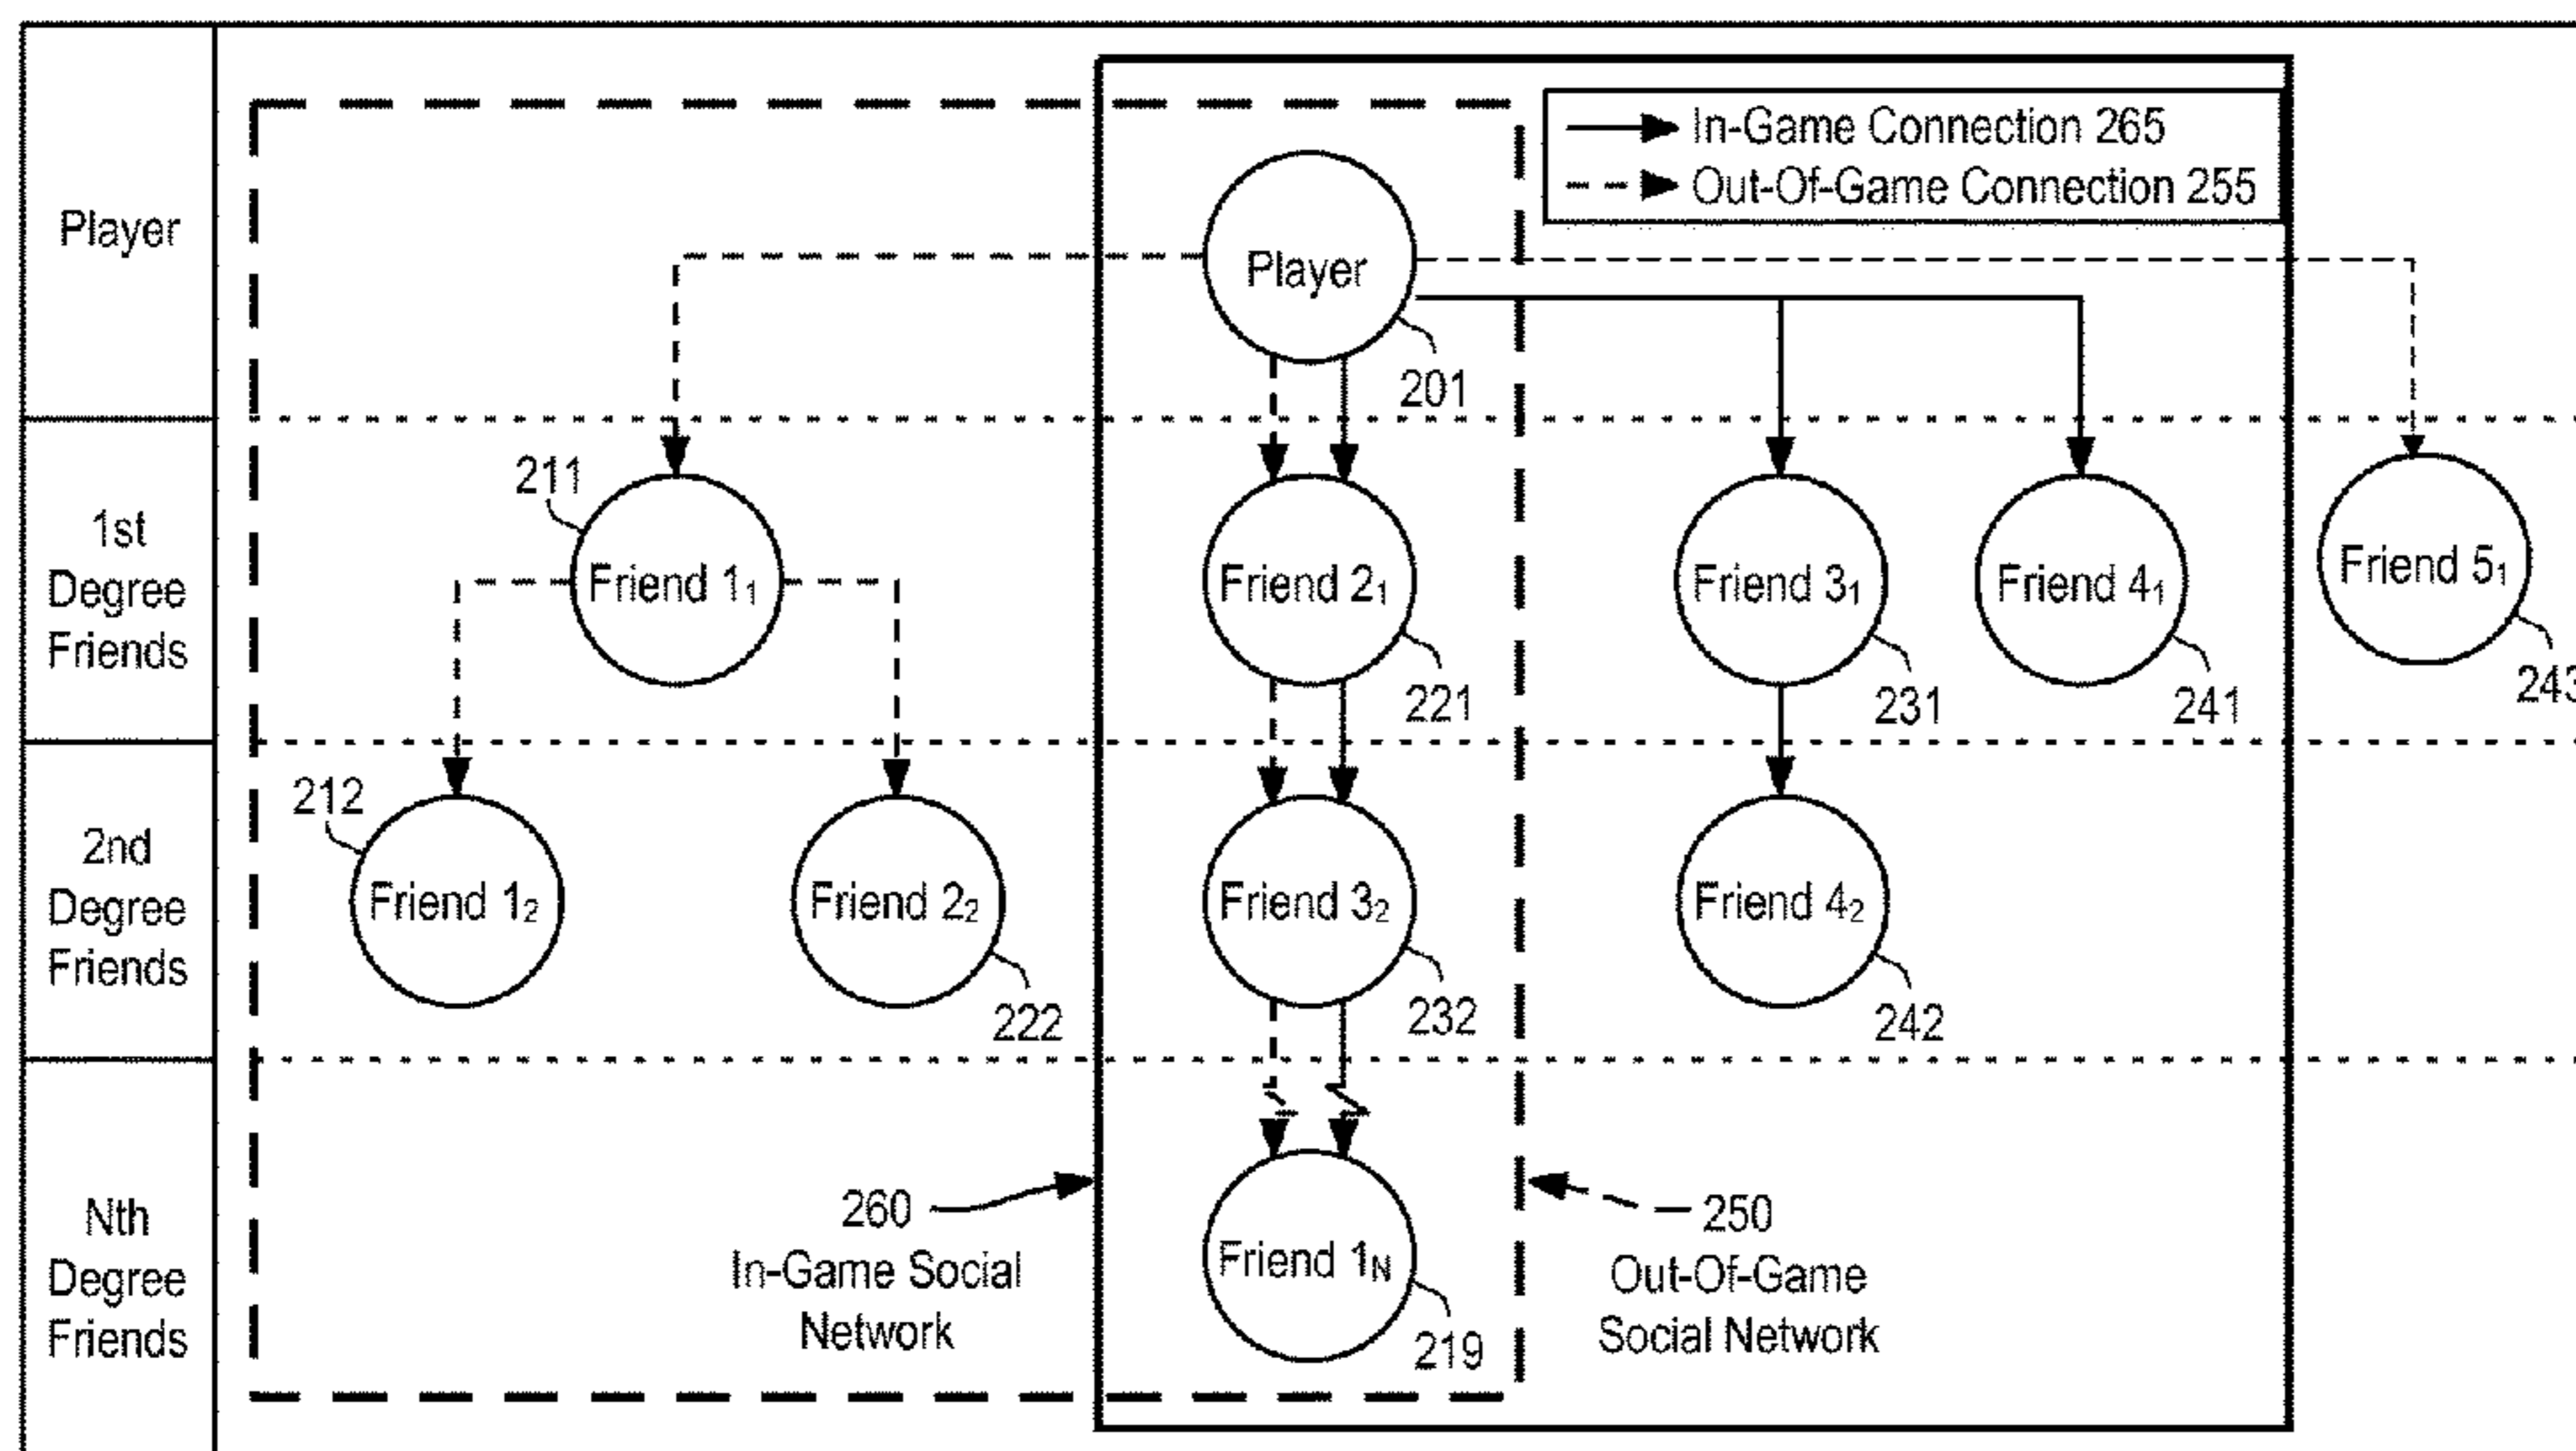 In-Game Connection 265
Out-Of-Game Connection 255
Player
Player
201
1st
Degree
Friends
211
Friend 1₁
Friend 2₁
221
Friend 3₁
231
Friend 4₁
241
Friend 5₁
243
2nd
Degree
Friends
212
Friend 1₂
Friend 2₂
222
Friend 3₂
232
Friend 4₂
242
Nth
Degree
Friends
260
In-Game Social
Network
Friend 1N
219
250
Out-Of-Game
Social Network